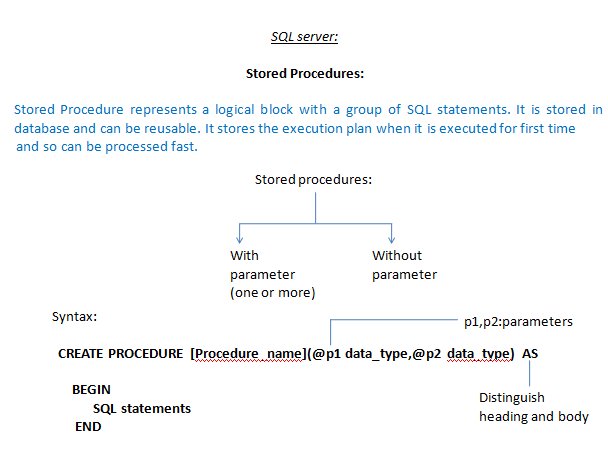 SQL server:
Stored Procedures:
Stored Procedure represents a logical block with a group of SQL statements. It is stored in
database and can be reusable. It stores the execution plan when it is executed for first time
and so can be processed fast.
Stored procedures:
With
parameter
(one or more)
Without
parameter
Syntax:
p1,p2:parameters
CREATE PROCEDURE [Procedure_name](@p1 data_type,@p2 data_type) AS
BEGIN
SQL statements
END
Distinguish
heading and body